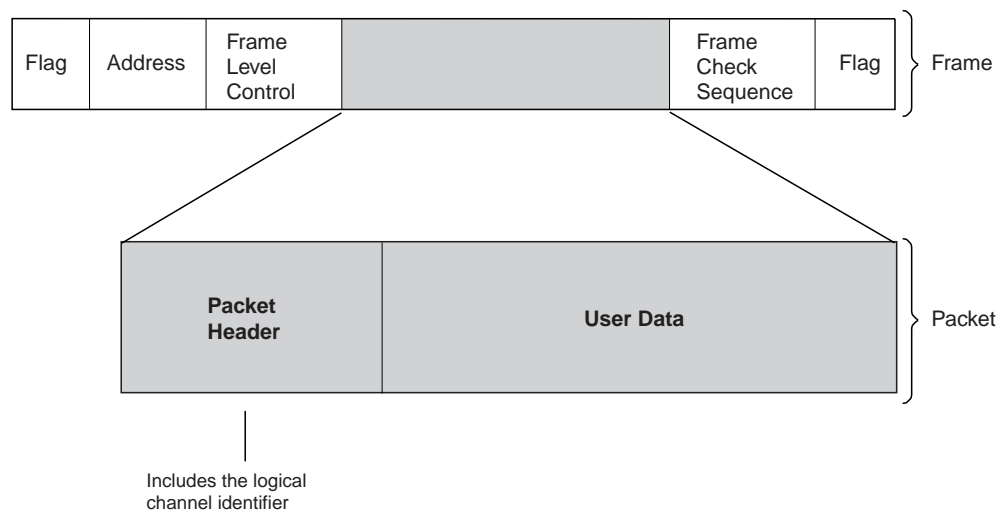 Flag
Address
Frame
Level
Control
Frame
Check
Sequence
Flag
Frame
Packet
Header
User Data
Packet
Includes the logical
channel identifier